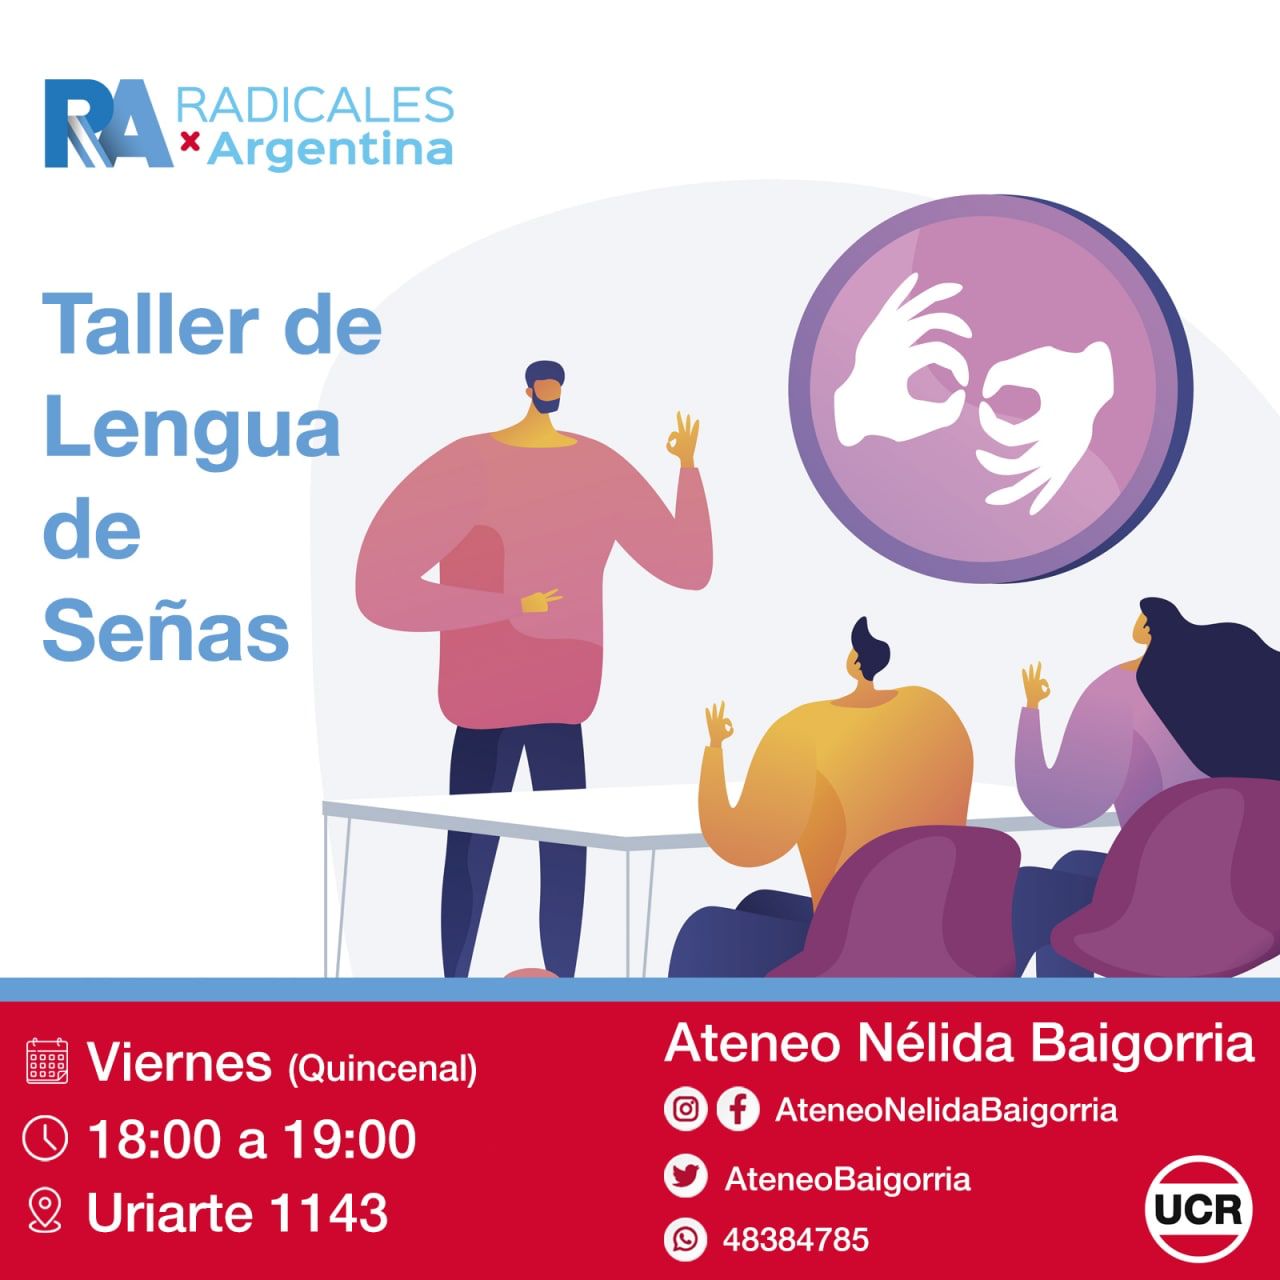 RA RADICALES
x Argentina
Taller de
Lengua
de
Señas
Viernes (Quincenal)
18:00 a 19:00
Uriarte 1143
Ateneo Nélida Baigorria
AteneoNelidaBaigorria
AteneoBaigorria
48384785
UCR